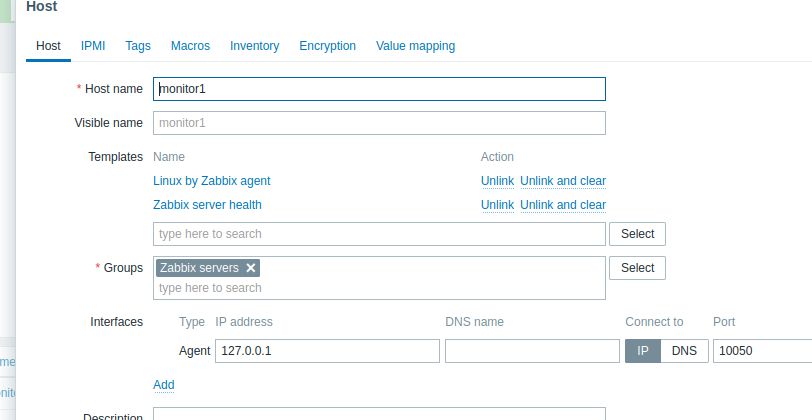 Host
Host IPMI Tags Macros Inventory Encryption Value mapping
* Host name monitor1
Visible name monitor1
Templates Name Action
Linux by Zabbix agent Unlink Unlink and clear
Zabbix server health Unlink Unlink and clear
type here to search Select
* Groups Zabbix servers Select
type here to search
Interfaces Type IP address DNS name Connect to Port
Agent 127.0.0.1 IP DNS 10050
Add
Description